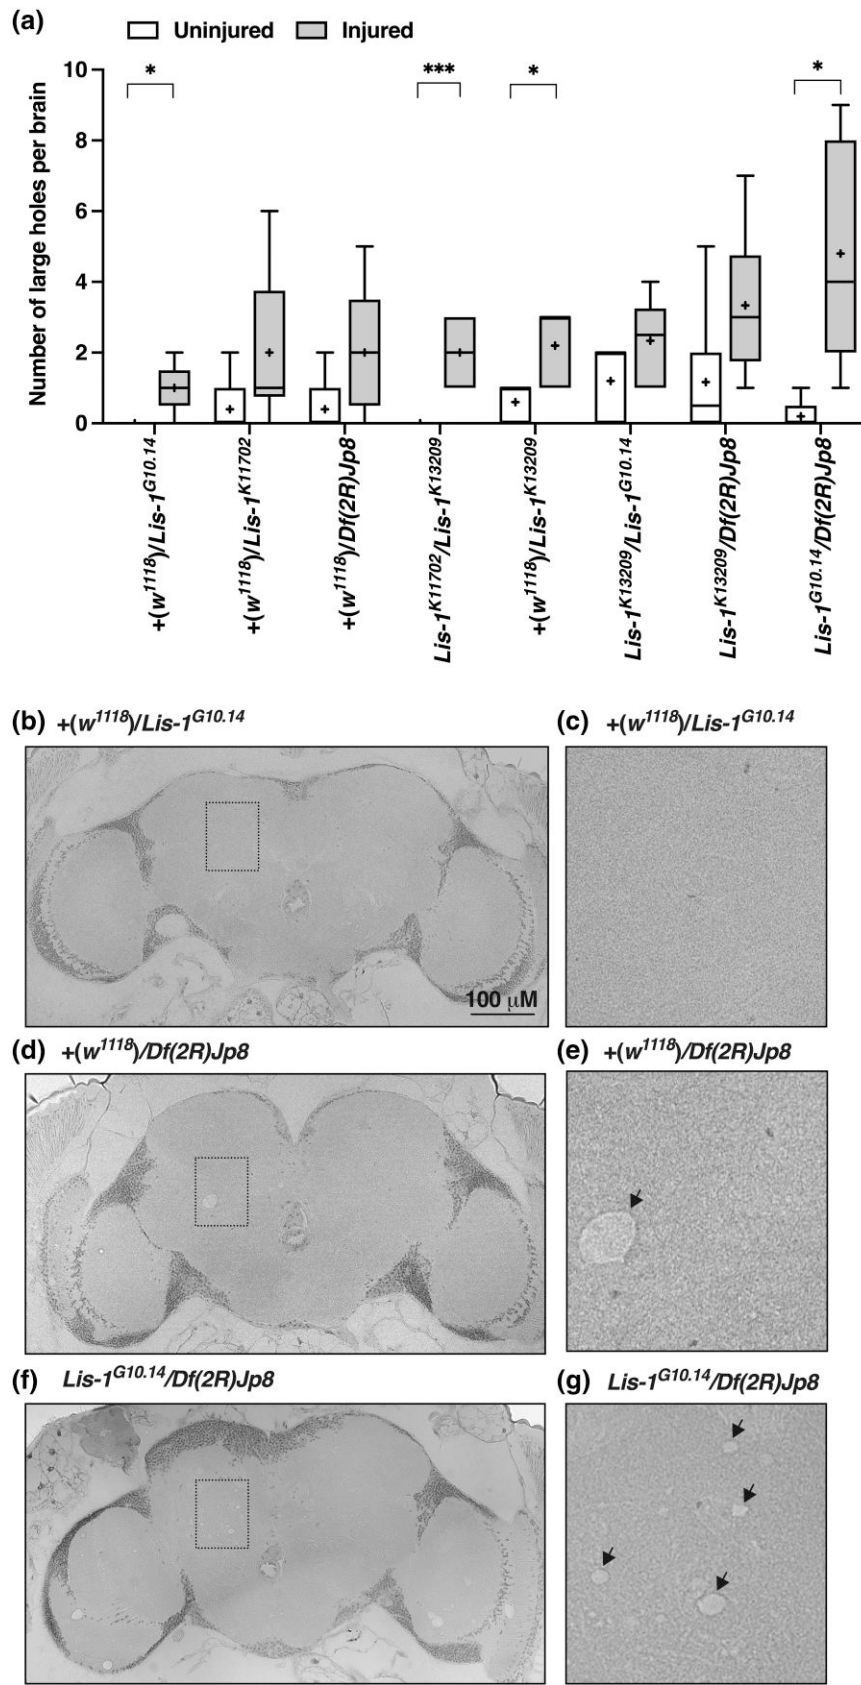 (a)
Uninjured Injured
Number of large holes per brain
10
8
6
4
2
0
*
***
*
*
+(w1118)/Lis-1G10.14
+(w1118)/Lis-1K11702
+(w1118)/Df(2R)Jp8
Lis-1K11702/Lis-1K13209
+(w1118)/Lis-1K13209
Lis-1K13209/Lis-1G10.14
Lis-1K13209/Df(2R)Jp8
Lis-1G10.14/Df(2R)Jp8
(b) +(w1118)/Lis-1G10.14
(c) +(w1118)/Lis-1G10.14
100 μM
(d) +(w1118)/Df(2R)Jp8
(e) +(w1118)/Df(2R)Jp8
(f) Lis-1G10.14/Df(2R)Jp8
(g) Lis-1G10.14/Df(2R)Jp8